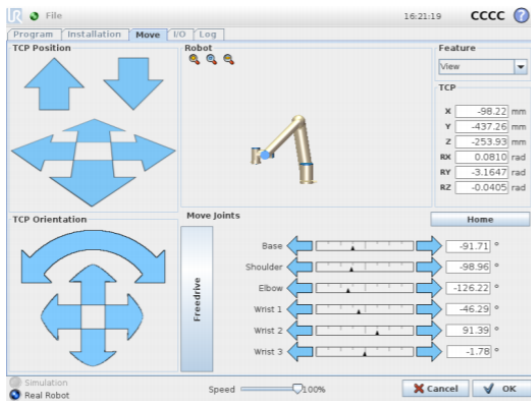 UR File 16:21:19 CCCC ?
Program Installation Move I/O Log
TCP Position
Robot
Feature
View
TCP
X -98.22 mm
Y -437.26 mm
Z -253.93 mm
RX 0.0810 rad
RY -3.1647 rad
RZ -0.0405 rad
TCP Orientation
Move Joints
Home
Freedrive
Base -91.71 °
Shoulder -98.96 °
Elbow -126.22 °
Wrist 1 -46.29 °
Wrist 2 91.39 °
Wrist 3 -1.78 °
Simulation
Real Robot
Speed 100%
Cancel
OK